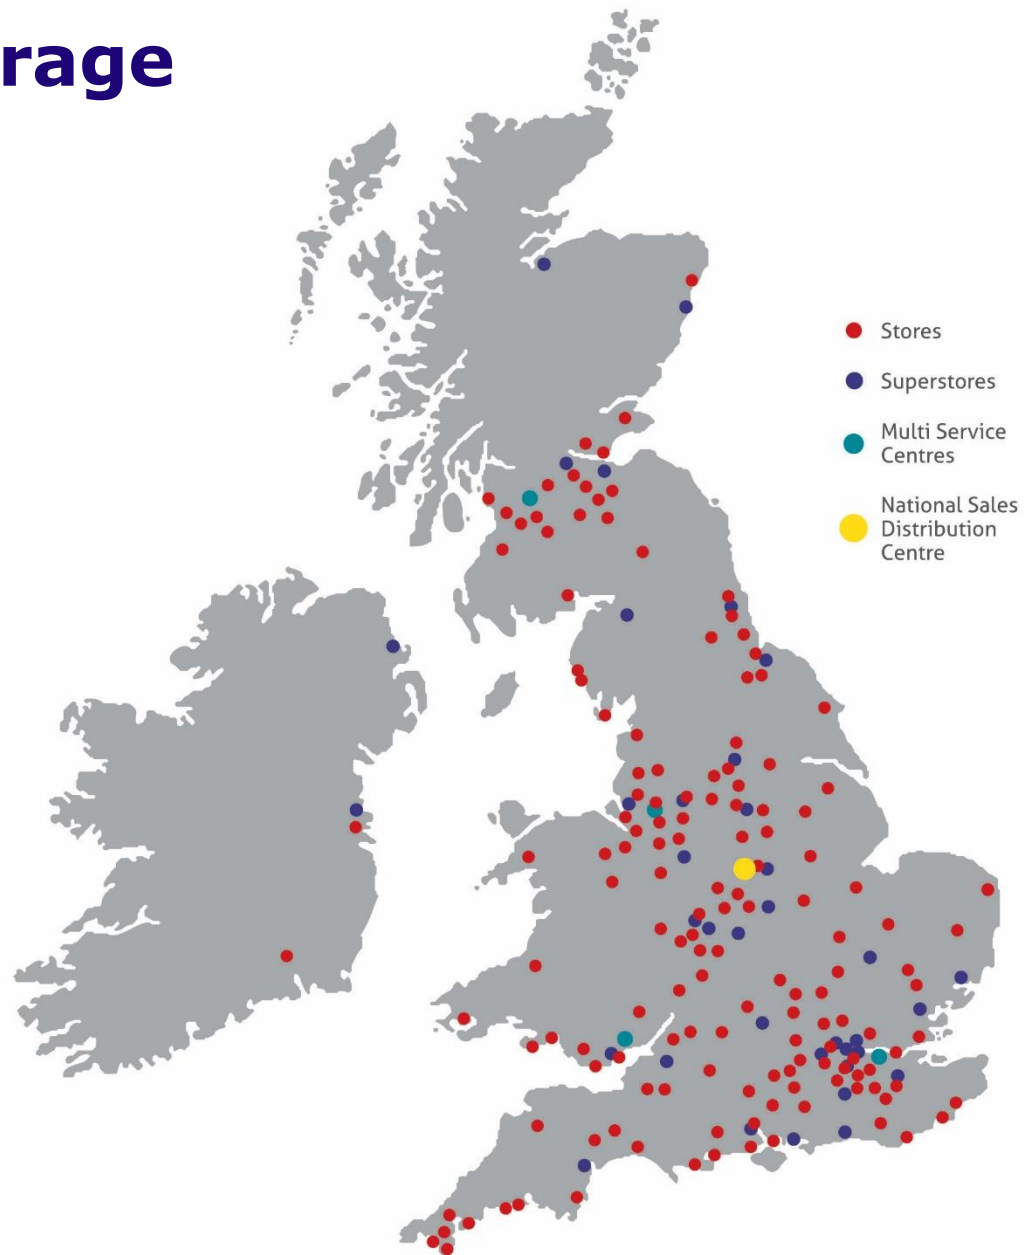 rage
Stores
Superstores
Multi Service
Centres
National Sales
Distribution
Centre